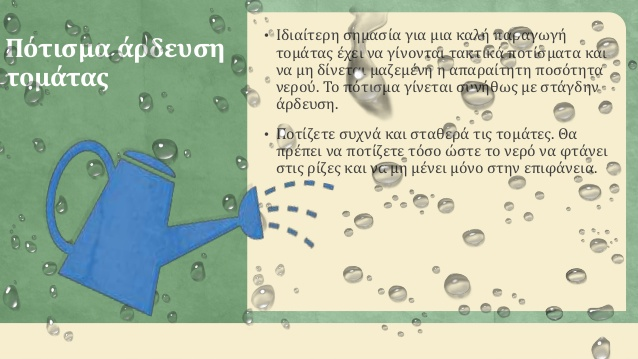 Πότισμα άρδευση
τομάτας
• Ιδιαίτερη σημασία για μια καλή παραγωγή
τομάτας έχει να γίνονται τακτικά ποτίσματα και
να μη δίνεται μαζεμένη η απαραίτητη ποσότητα
νερού. Το πότισμα γίνεται συνήθως με στάγδην
άρδευση.
• Ποτίζετε συχνά και σταθερά τις τομάτες. Θα
πρέπει να ποτίζετε τόσο ώστε το νερό να φτάνει
στις ρίζες και να μη μένει μόνο στην επιφάνεια.